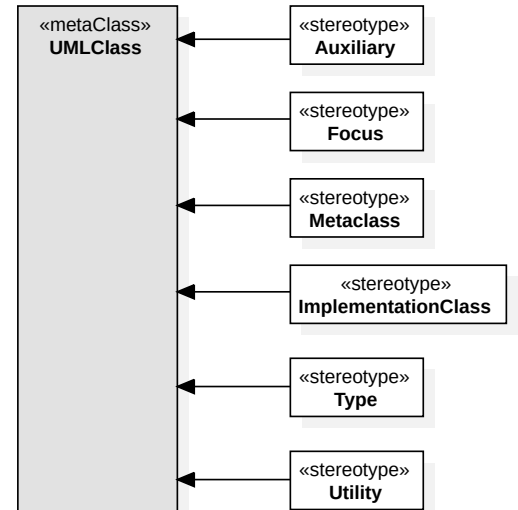 «metaClass»
UMLClass
«stereotype»
Auxiliary
«stereotype»
Focus
«stereotype»
Metaclass
«stereotype»
ImplementationClass
«stereotype»
Type
«stereotype»
Utility